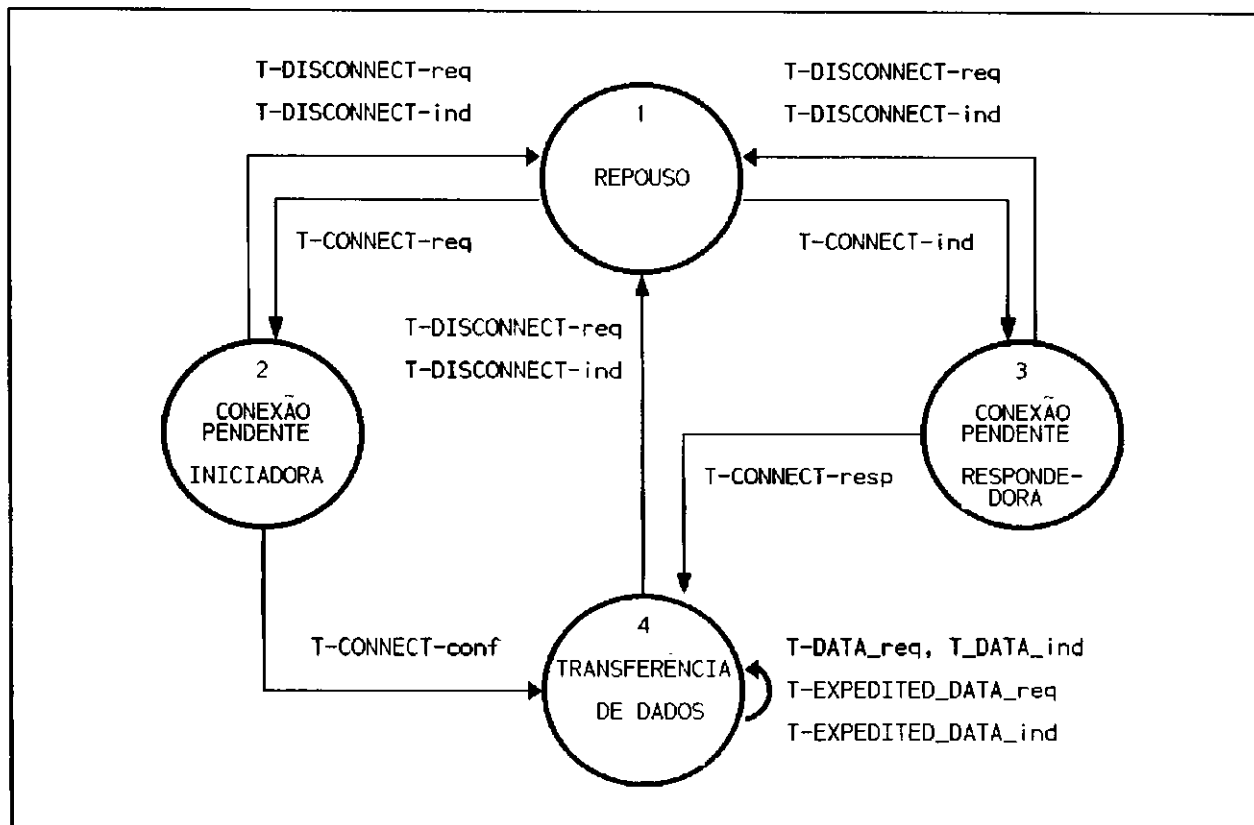 T-DISCONNECT-req
T-DISCONNECT-ind
T-DISCONNECT-req
T-DISCONNECT-ind
1
REPOUSO
T-CONNECT-req
T-CONNECT-ind
T-DISCONNECT-req
T-DISCONNECT-ind
2
CONEXÃO
PENDENTE
INICIADORA
3
CONEXÃO
PENDENTE
RESPONDE-
DORA
T-CONNECT-resp
T-CONNECT-conf
4
TRANSFERÊNCIA
DE DADOS
T-DATA_req, T_DATA_ind
T-EXPEDITED_DATA_req
T-EXPEDITED_DATA_ind